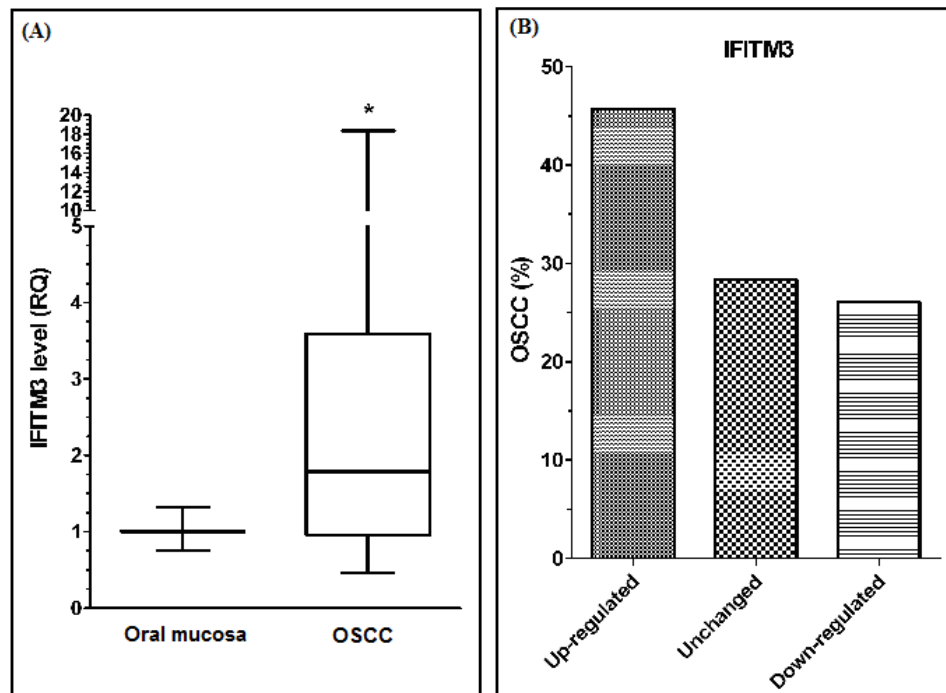 (A)
*
20
18
16
14
12
10
5
4
3
2
1
0
IFITM3 level (RQ)
Oral mucosa
OSCC
(B)
IFITM3
50
40
30
20
10
0
OSCC (%)
Up-regulated
Unchanged
Down-regulated